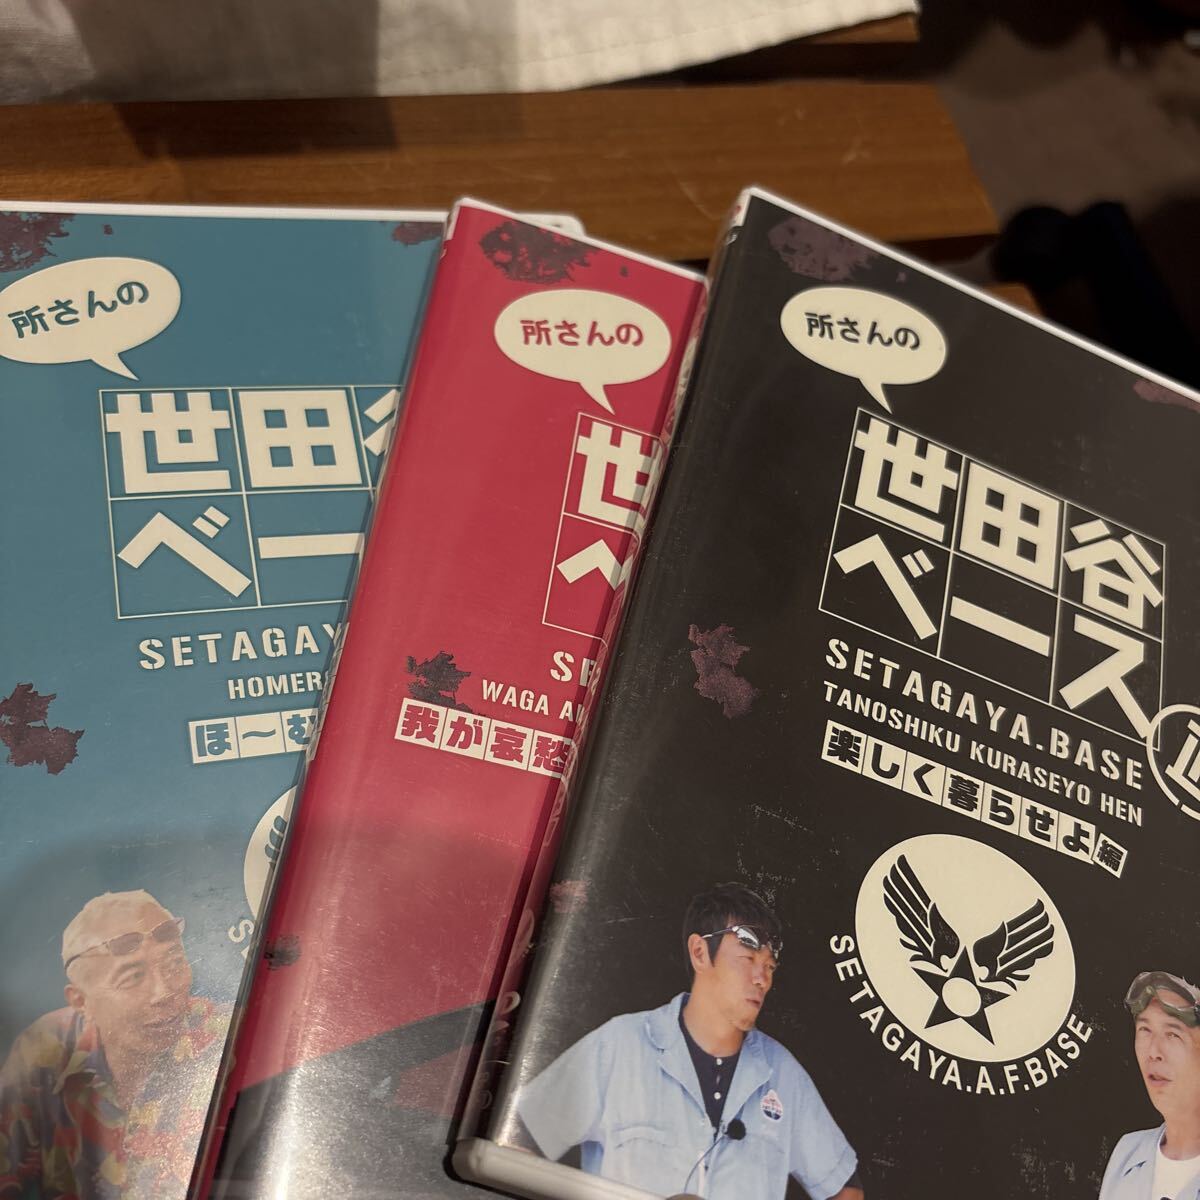 所さんの
世田谷
ベー
SETAGAY
HOMER
ほ〜む
所さんの
世
ベ
SE
WAGA A
我が哀愁
所さんの
世田谷
ベース
SETAGAYA.BASE
TANOSHIKU KURASEYO HEN
楽しく暮らせよ編
SETAGAYA.A.F.BASE